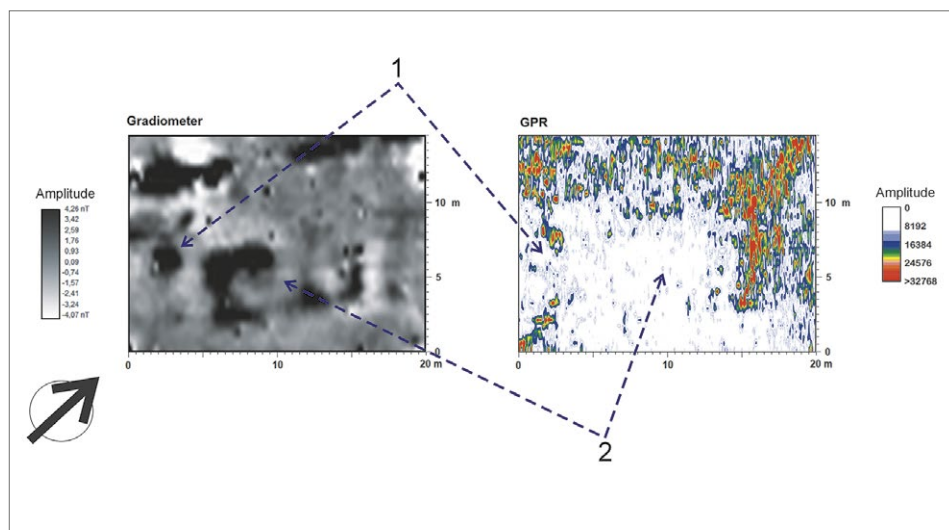 1
Gradiometer
GPR
Amplitude
4,26 nT
3,42
2,59
1,76
0,93
0,09
-0,74
-1,57
-2,41
-3,24
-4,07 nT
10 m
5
0
0
10
20 m
10 m
5
0
0
10
20 m
Amplitude
0
8192
16384
24576
>32768
2